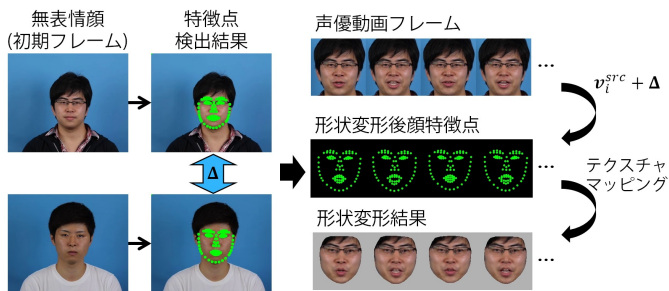 無表情顔
(初期フレーム)
特徴点
検出結果
Δ
声優動画フレーム
...
v_i^{src} + Δ
形状変形後顔特徴点
...
テクスチャ
マッピング
形状変形結果
...